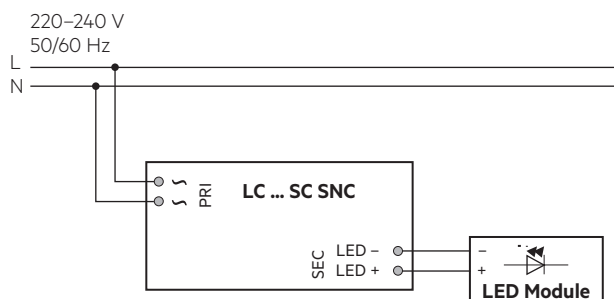 220–240 V
50/60 Hz
L
N
~
~
PRI
LC ... SC SNC
SEC
LED –
LED +
–
+
LED Module